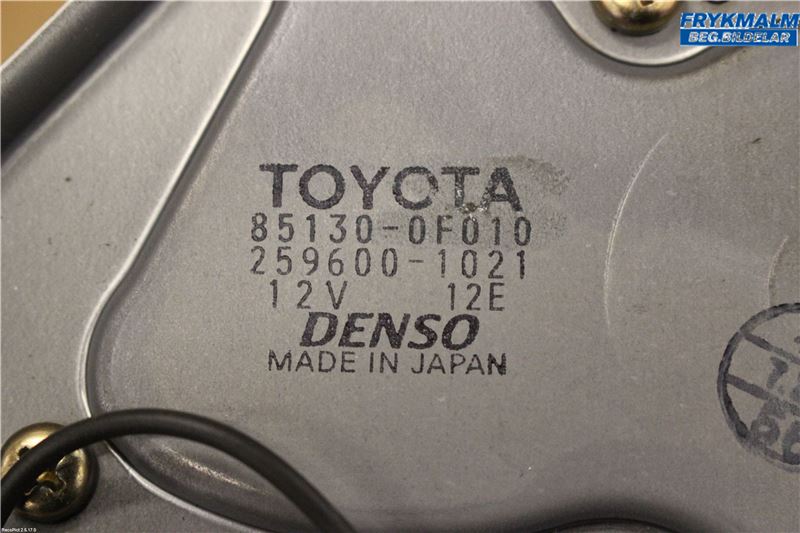 FRYKMALM
BEG.BILDELAR
TOYOTA
85130-0F010
259600-1021
12V 12E
DENSO
MADE IN JAPAN